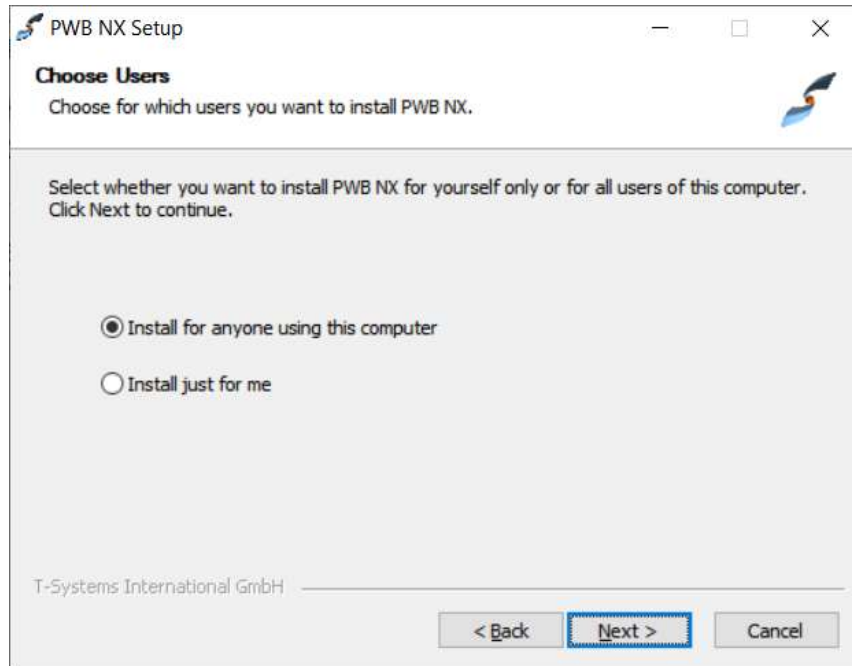 PWB NX Setup
Choose Users
Choose for which users you want to install PWB NX.
Select whether you want to install PWB NX for yourself only or for all users of this computer.
Click Next to continue.
Install for anyone using this computer
Install just for me
T-Systems International GmbH
< Back
Next >
Cancel